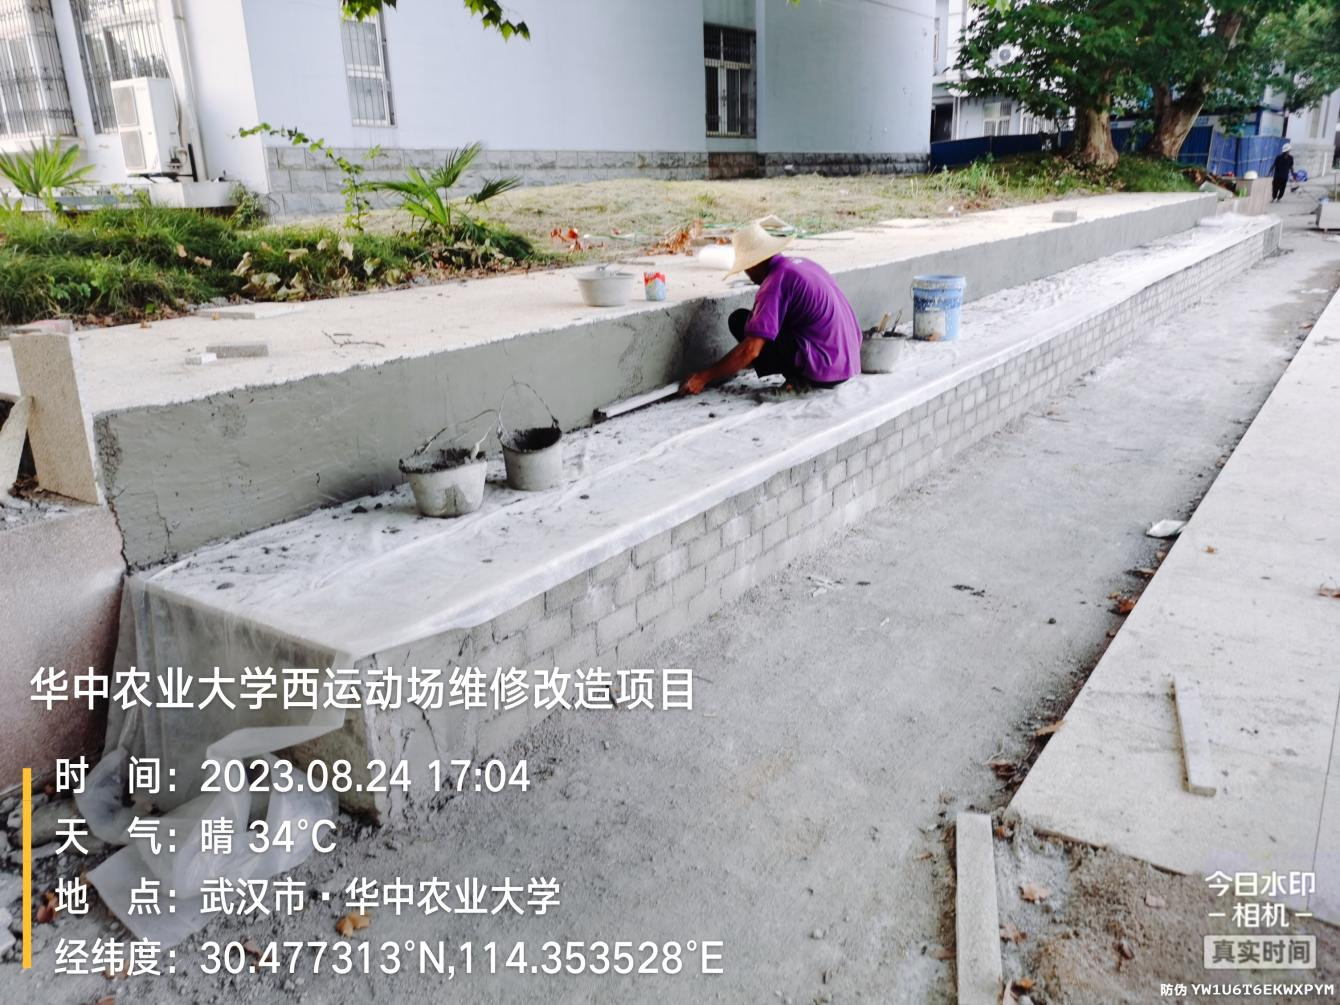 华中农业大学西运动场维修改造项目
时 间：2023.08.24 17:04
天 气：晴 34°C
地 点：武汉市·华中农业大学
经纬度：30.477313°N,114.353528°E
今日水印
-相机-
真实时间
防伪 YW1U6T6EKWXPYM